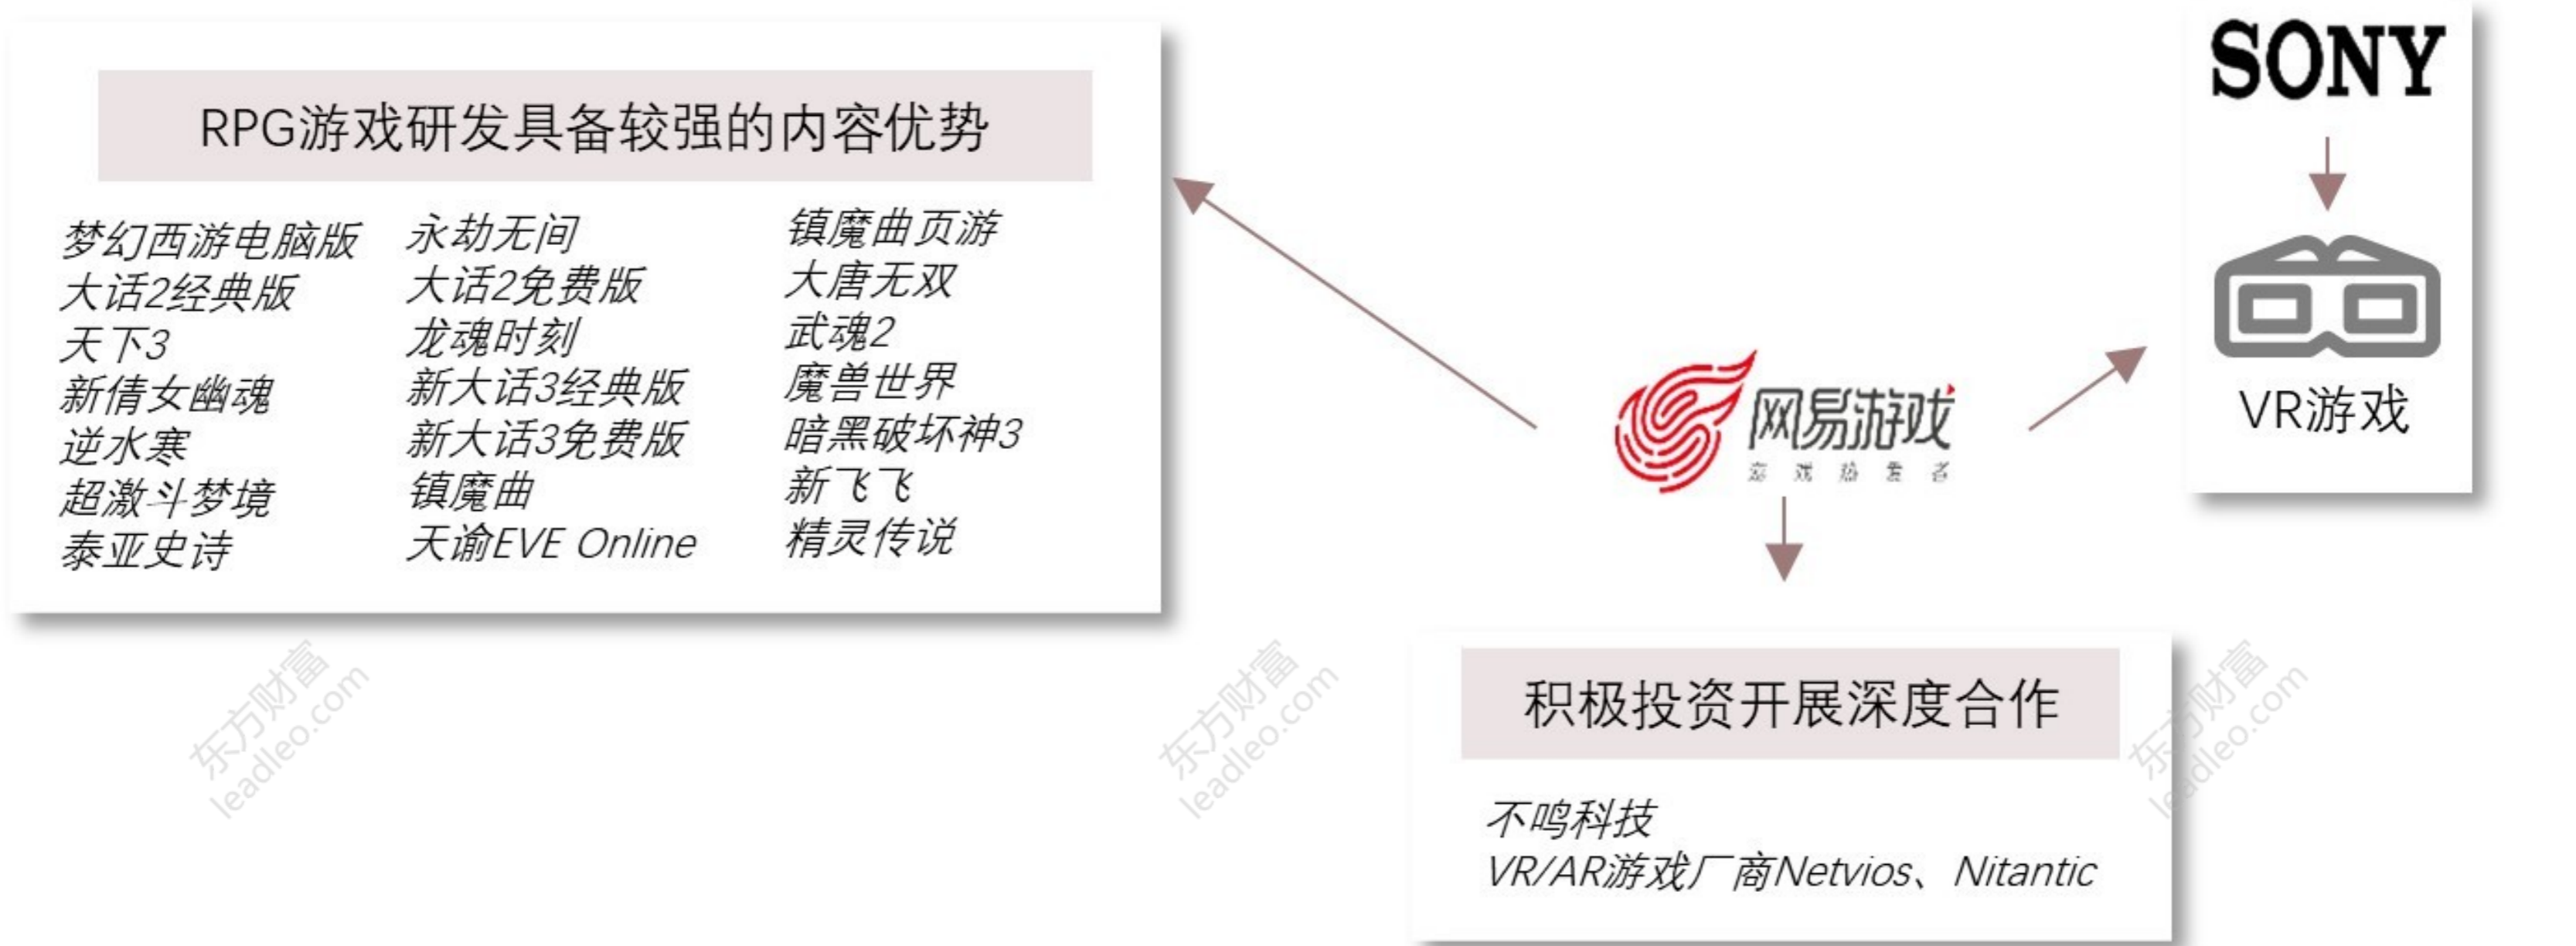 RPG游戏研发具备较强的内容优势
梦幻西游电脑版
大话2经典版
天下3
新倩女幽魂
逆水寒
超激斗梦境
泰亚史诗
永劫无间
大话2免费版
龙魂时刻
新大话3经典版
新大话3免费版
镇魔曲
天谕EVE Online
镇魔曲页游
大唐无双
武魂2
魔兽世界
暗黑破坏神3
新飞飞
精灵传说
网易游戏
游戏热爱者
SONY
VR游戏
积极投资开展深度合作
不鸣科技
VR/AR游戏厂商Netvios、Nitantic
东方财富
leadleo.com
东方财富
leadleo.com
东方财富
leadleo.com